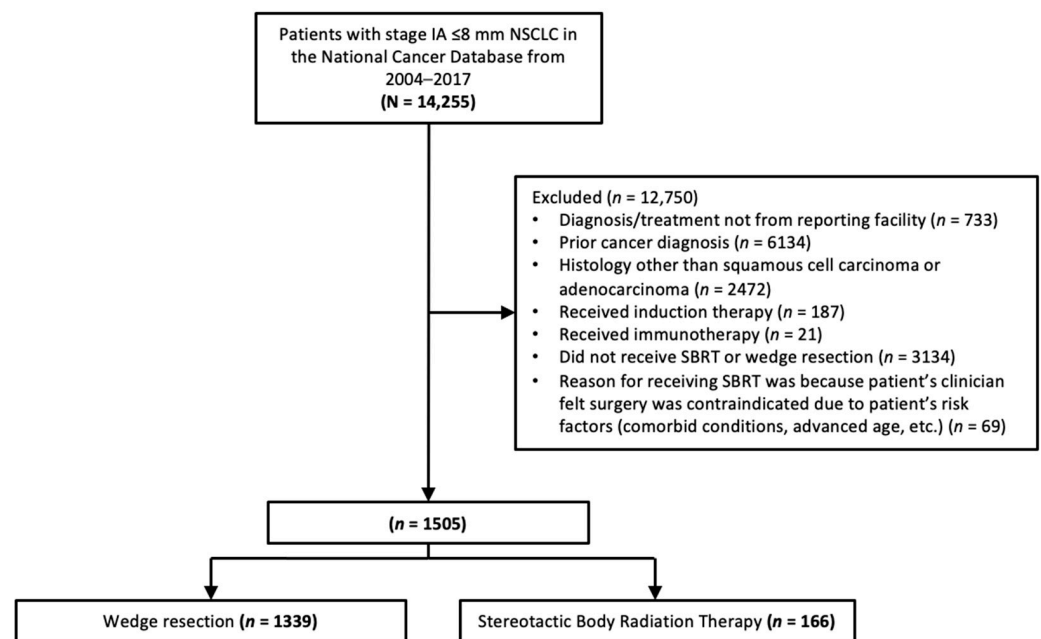 Patients with stage IA ≤8 mm NSCLC in
the National Cancer Database from
2004–2017
(N = 14,255)
Excluded (n = 12,750)
• Diagnosis/treatment not from reporting facility (n = 733)
• Prior cancer diagnosis (n = 6134)
• Histology other than squamous cell carcinoma or
adenocarcinoma (n = 2472)
• Received induction therapy (n = 187)
• Received immunotherapy (n = 21)
• Did not receive SBRT or wedge resection (n = 3134)
• Reason for receiving SBRT was because patient’s clinician
felt surgery was contraindicated due to patient’s risk
factors (comorbid conditions, advanced age, etc.) (n = 69)
(n = 1505)
Wedge resection (n = 1339)
Stereotactic Body Radiation Therapy (n = 166)